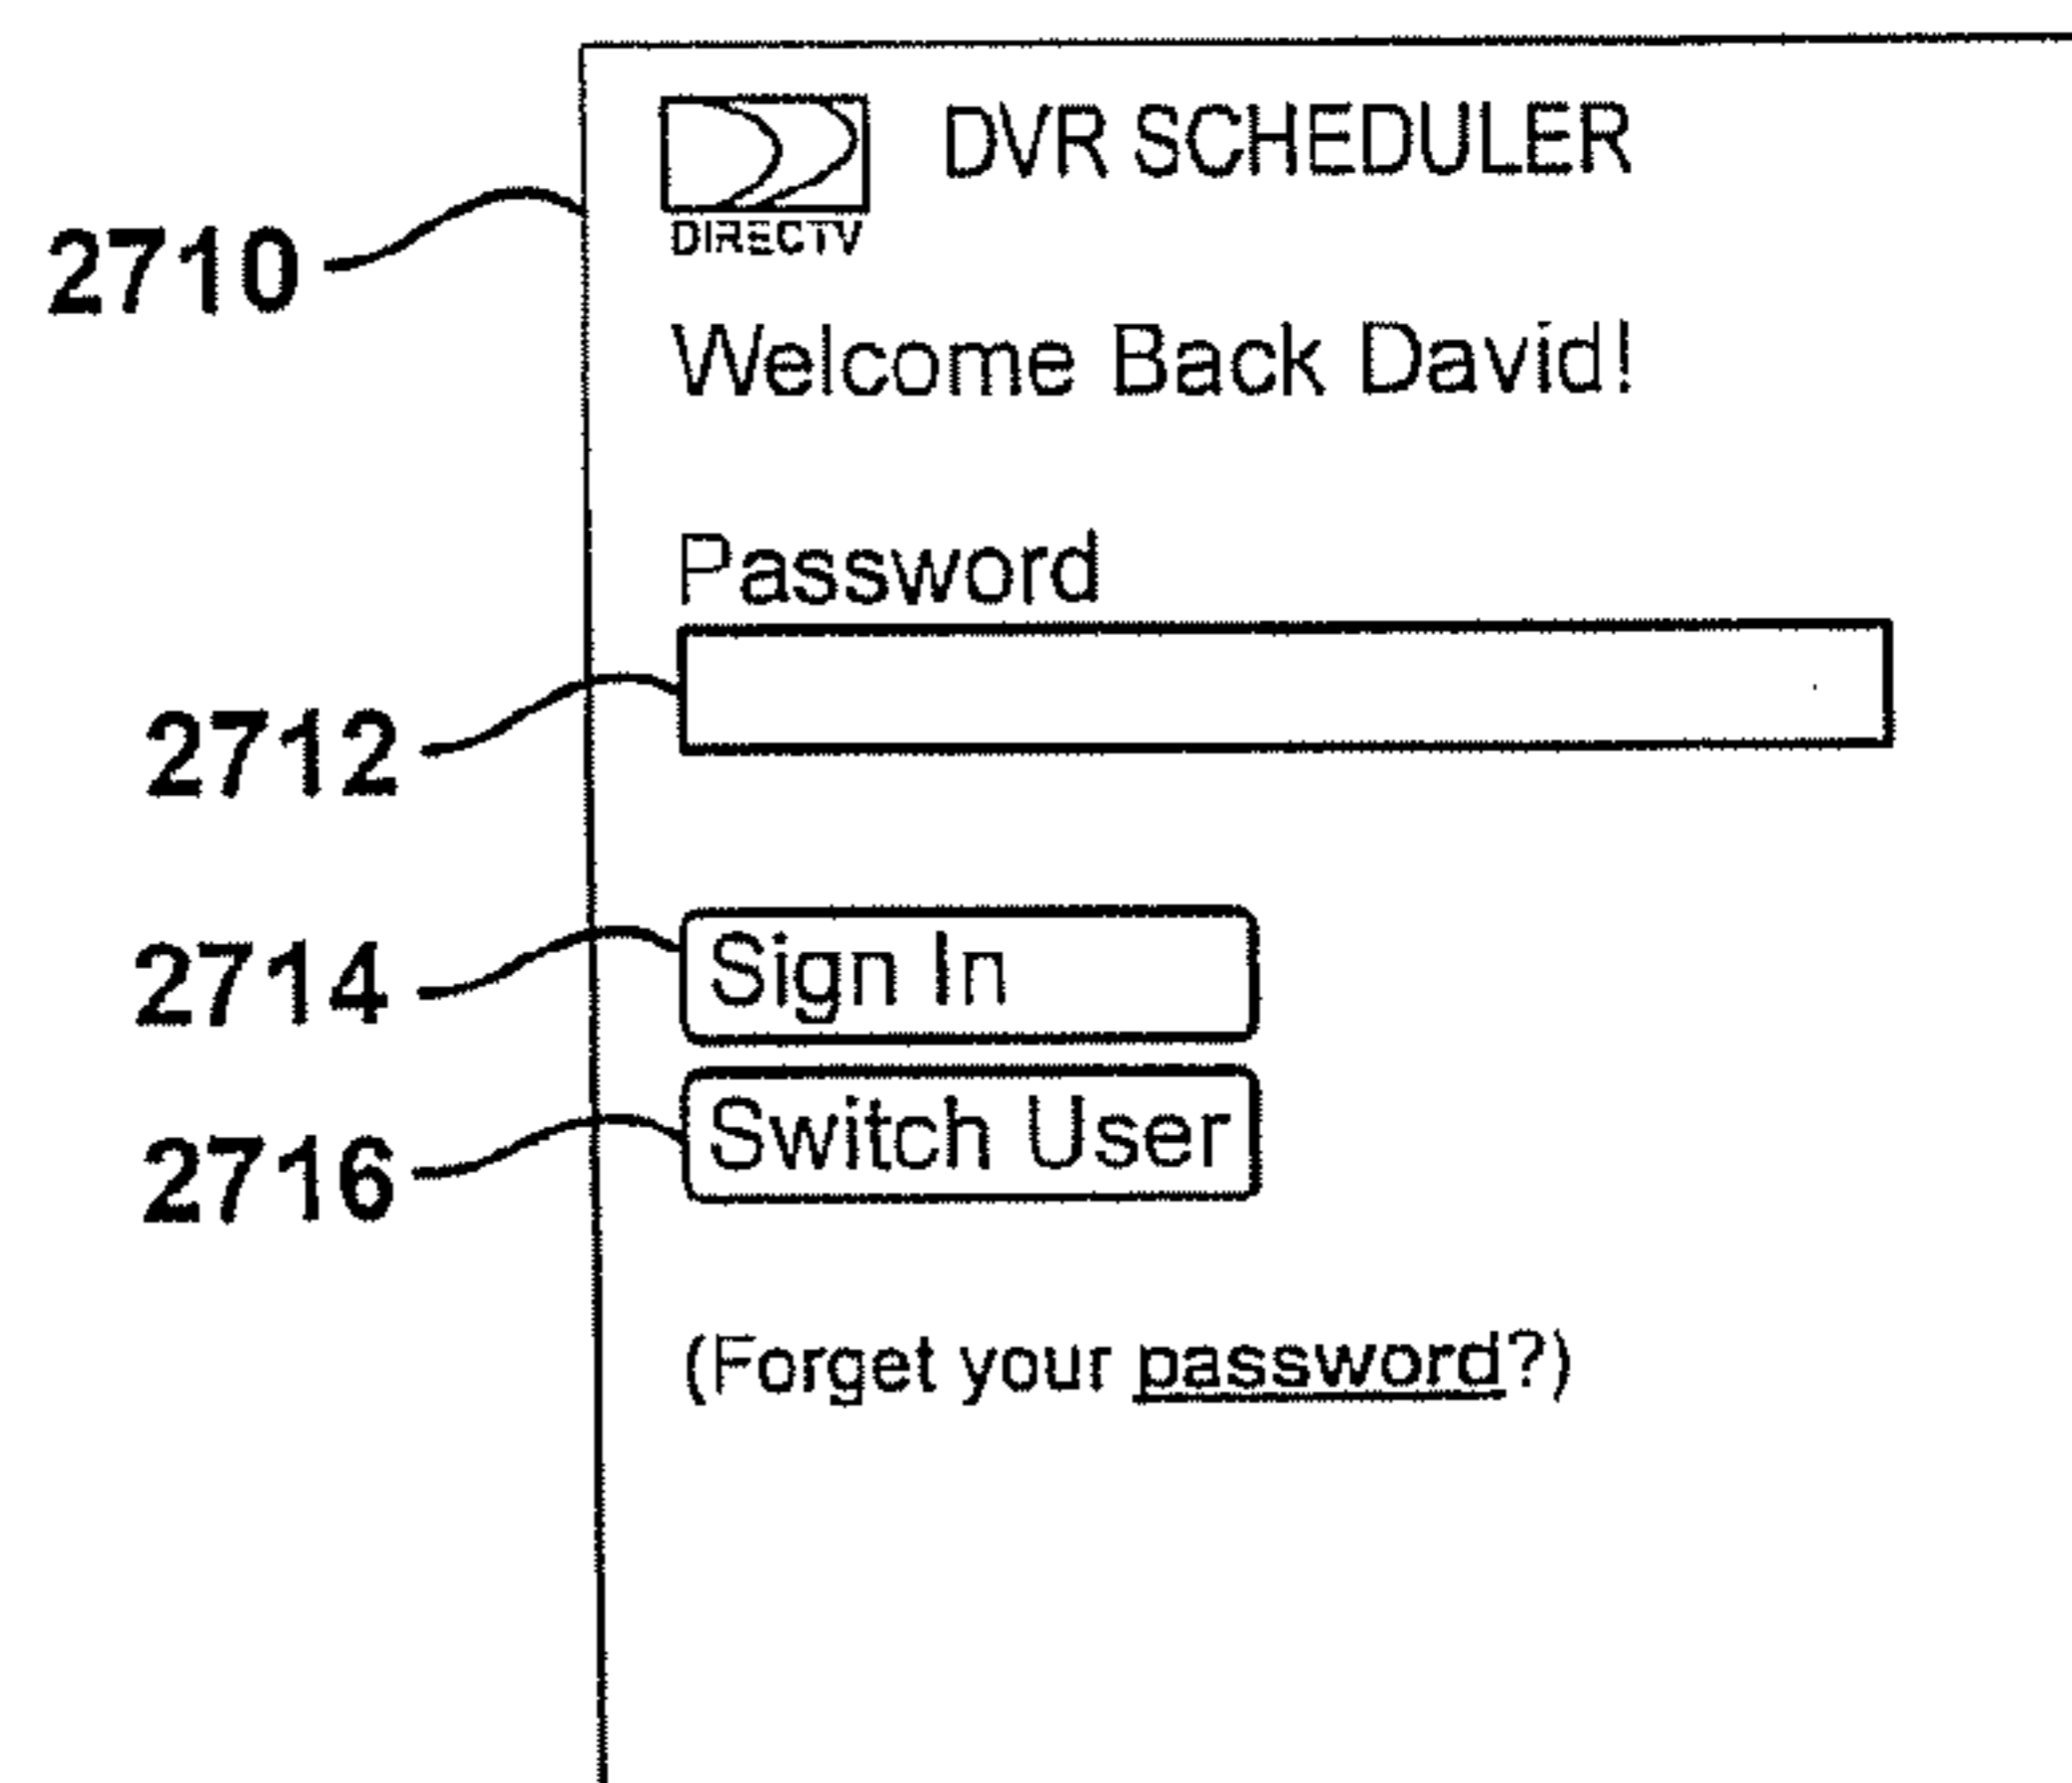 DVR SCHEDULER
DIRECTV
2710
Welcome Back David!
Password
2712
2714
Sign In
2716
Switch User
(Forget your password?)